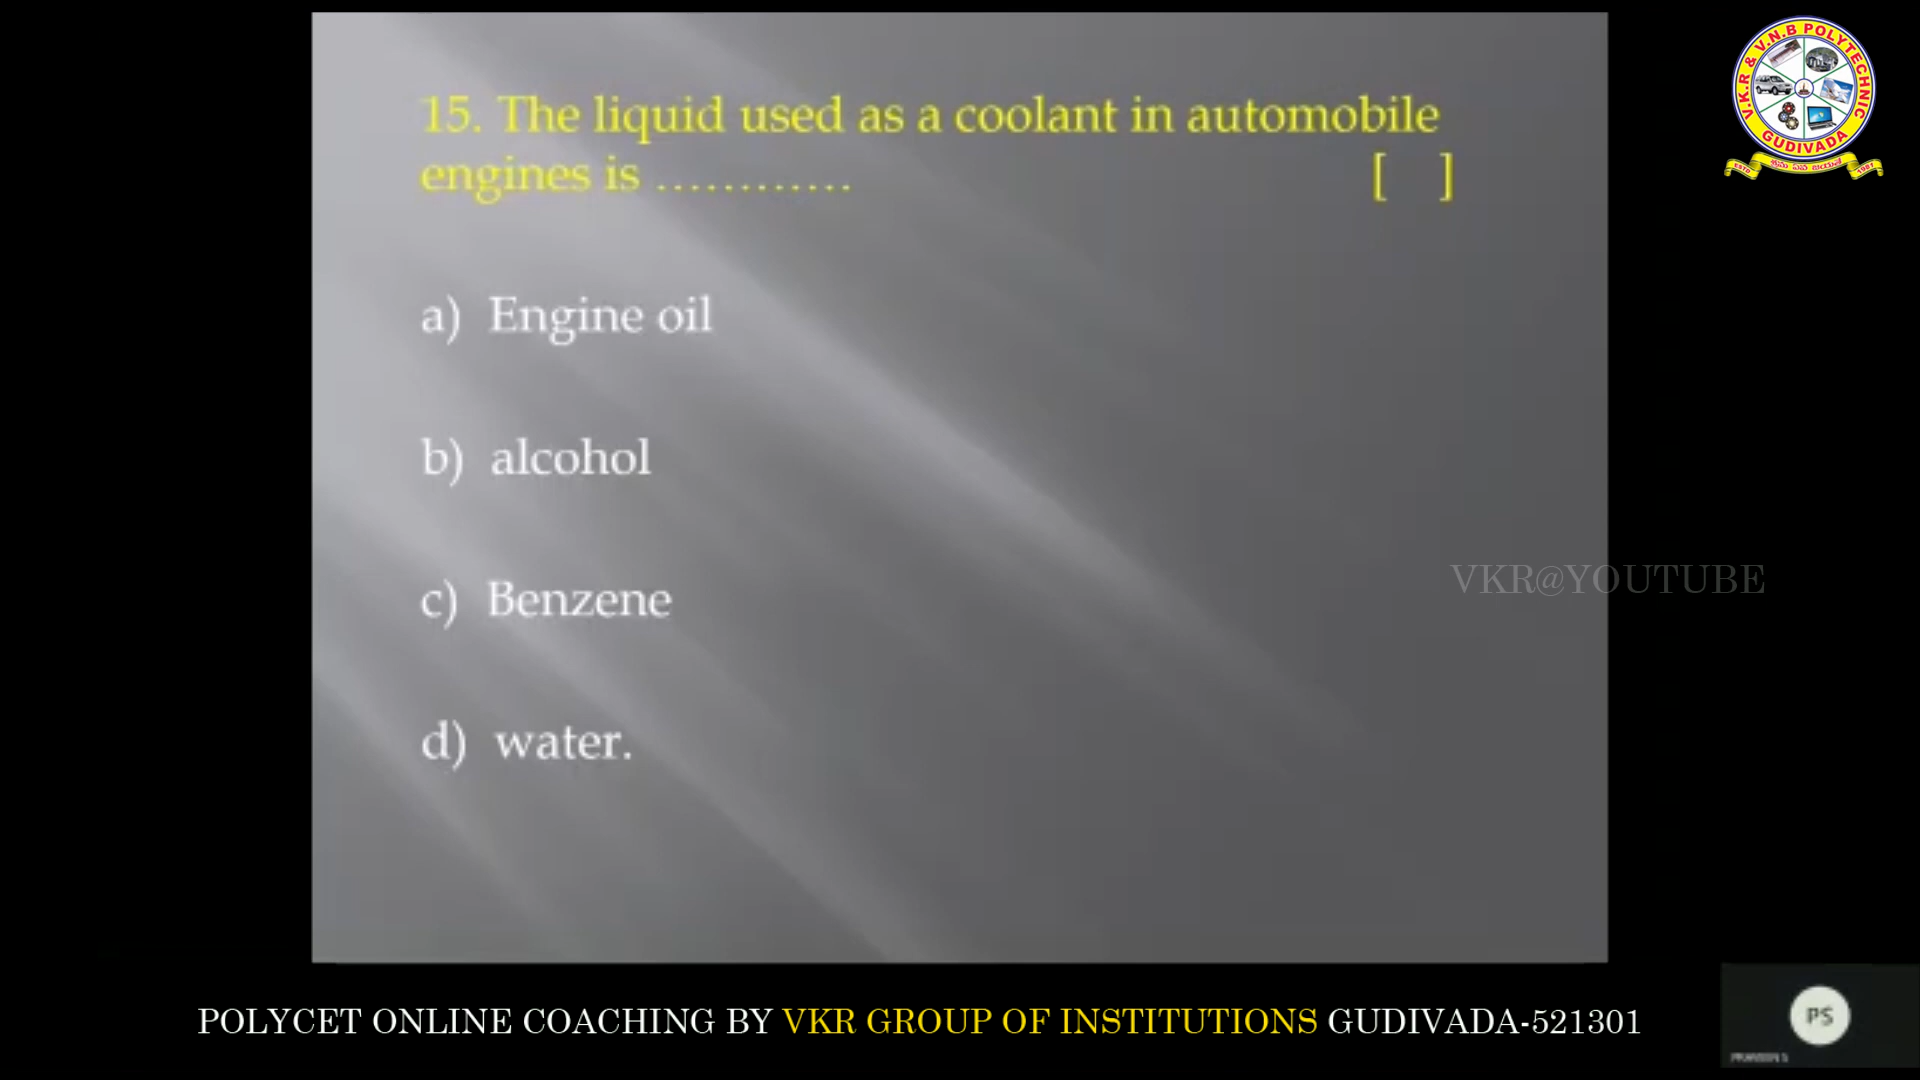 V.K.R & V.N.B POLYTECHNIC
GUDIVADA
15. The liquid used as a coolant in automobile
engines is ............ [ ]
a) Engine oil
b) alcohol
c) Benzene
d) water.
VKR@YOUTUBE
POLYCET ONLINE COACHING BY VKR GROUP OF INSTITUTIONS GUDIVADA-521301
PS